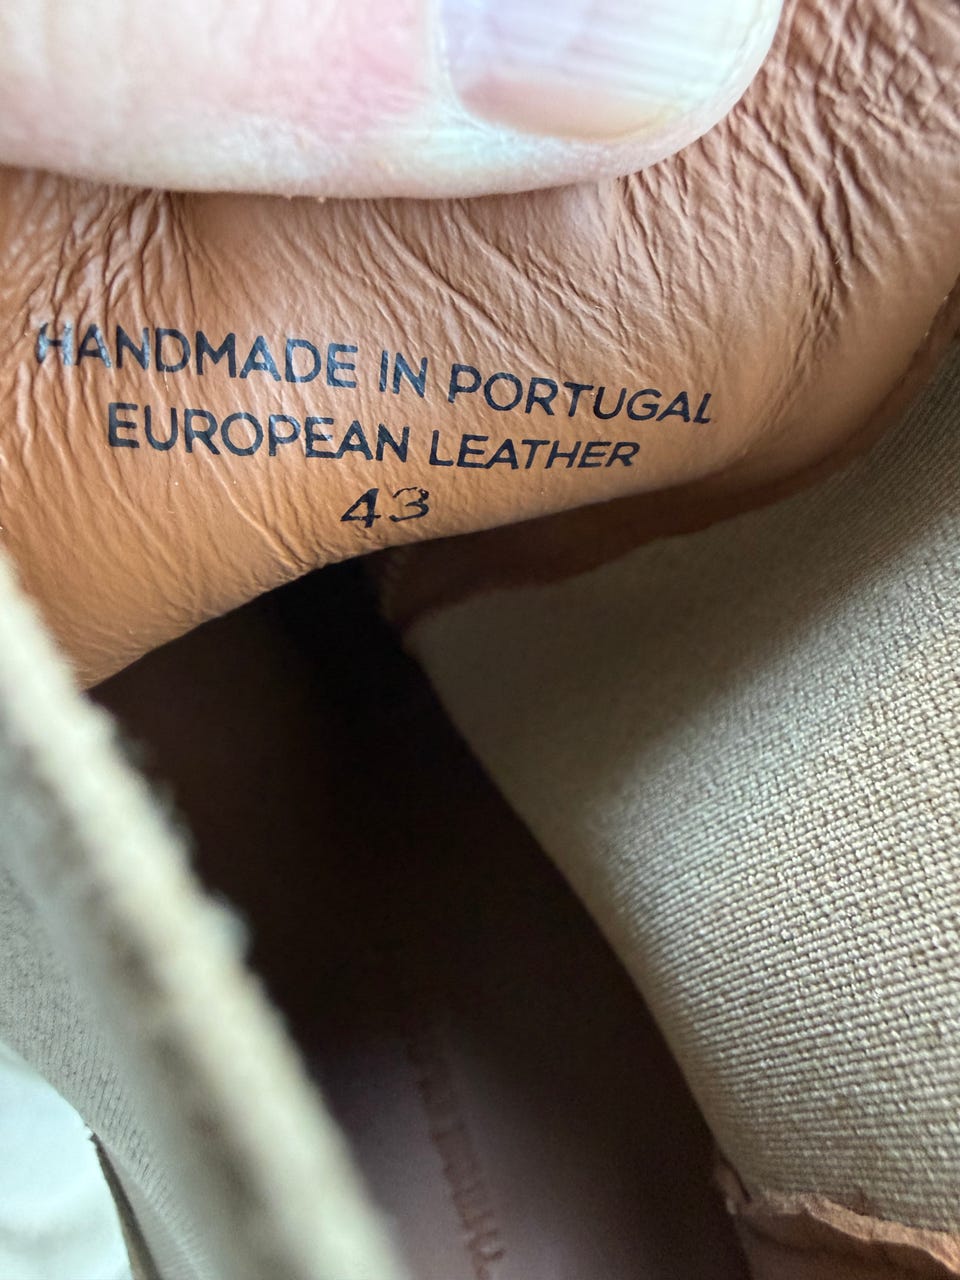 HANDMADE IN PORTUGAL
EUROPEAN LEATHER
43